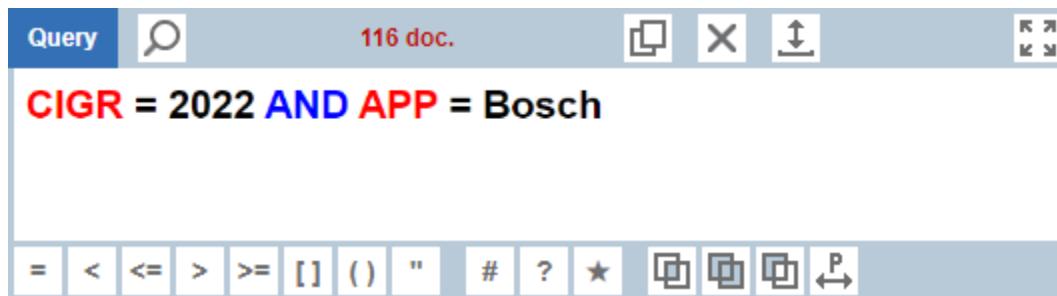 Query 116 doc.
CIGR = 2022 AND APP = Bosch
= < <= > >= [ ] ( ) " # ? ★ P